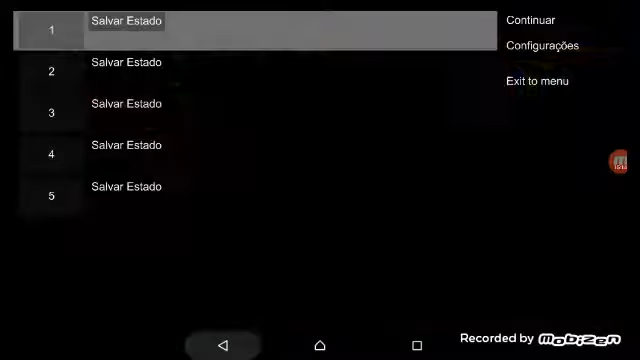 1 Salvar Estado
2 Salvar Estado
3 Salvar Estado
4 Salvar Estado
5 Salvar Estado
Continuar
Configurações
Exit to menu
Recorded by Mobizen